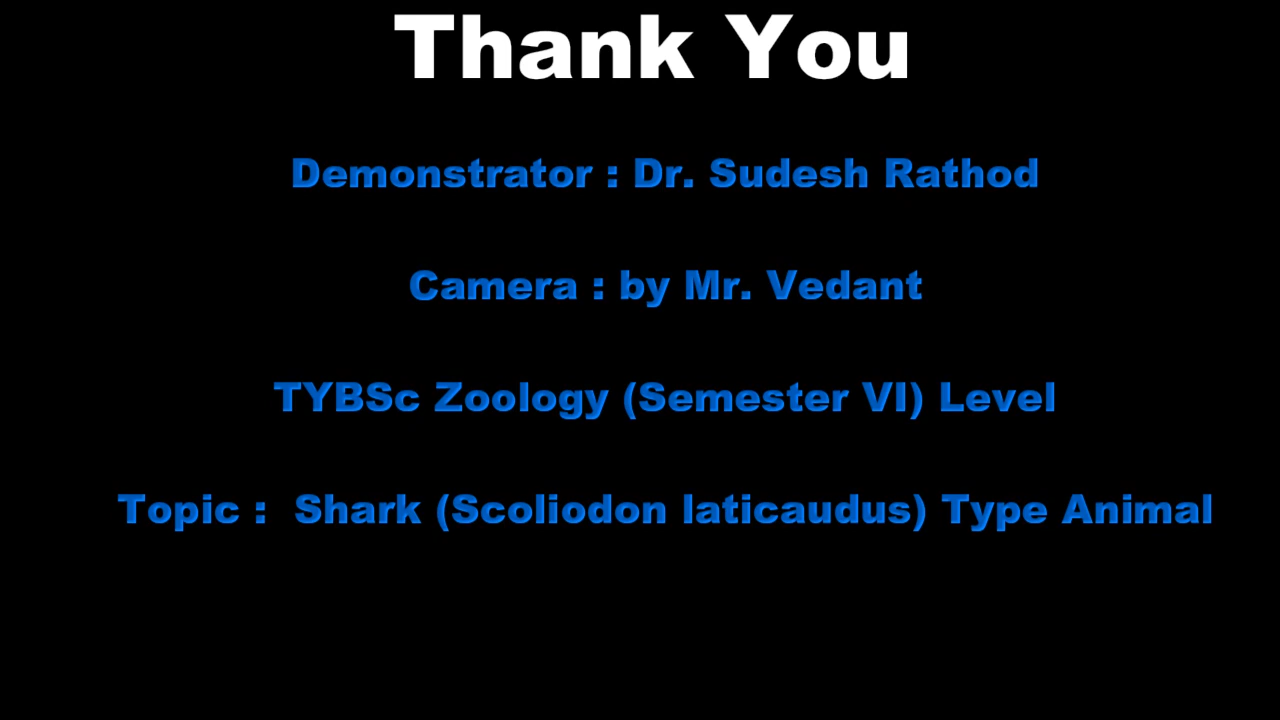 Thank You
Demonstrator : Dr. Sudesh Rathod
Camera : by Mr. Vedant
TYBSc Zoology (Semester VI) Level
Topic :  Shark (Scoliodon laticaudus) Type Animal